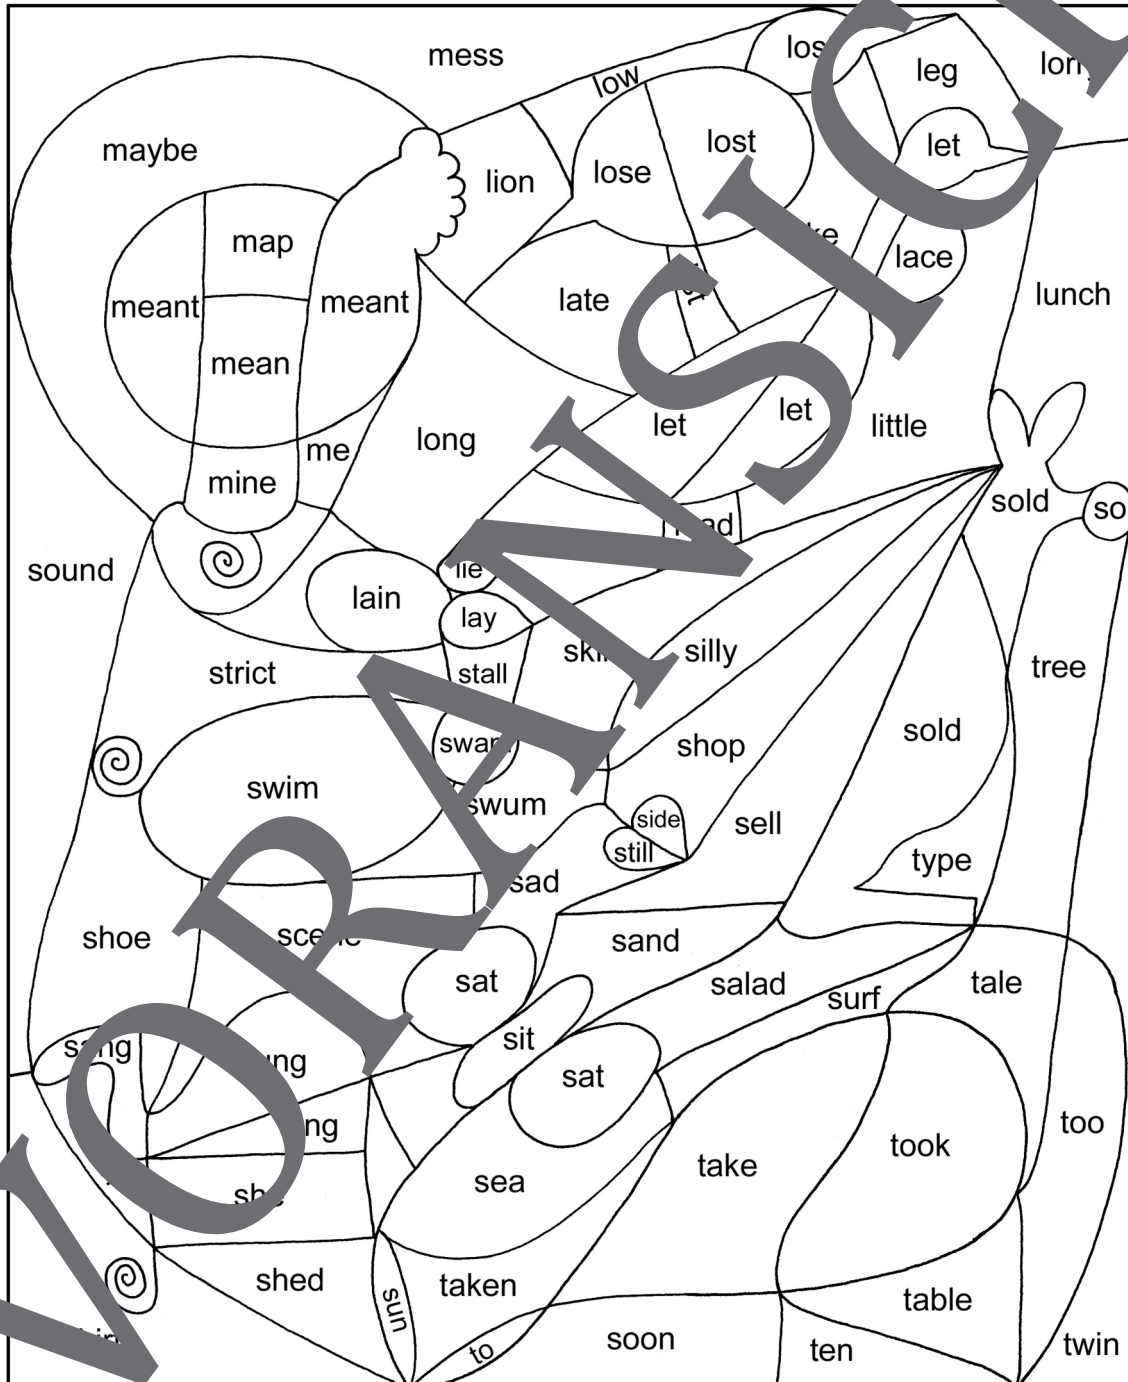 mess
low
leg
let
maybe
lion
lose
lost
map
lace
meant
meant
late
lunch
mean
long
let
let
little
me
mine
sold
sound
lain
lie
lay
strict
stall
silly
tree
swim
swum
shop
sold
side
still
sell
type
sad
shoe
sand
sat
salad
surf
tale
sit
sat
too
took
take
sea
she
shed
sun
taken
table
to
soon
ten
twin